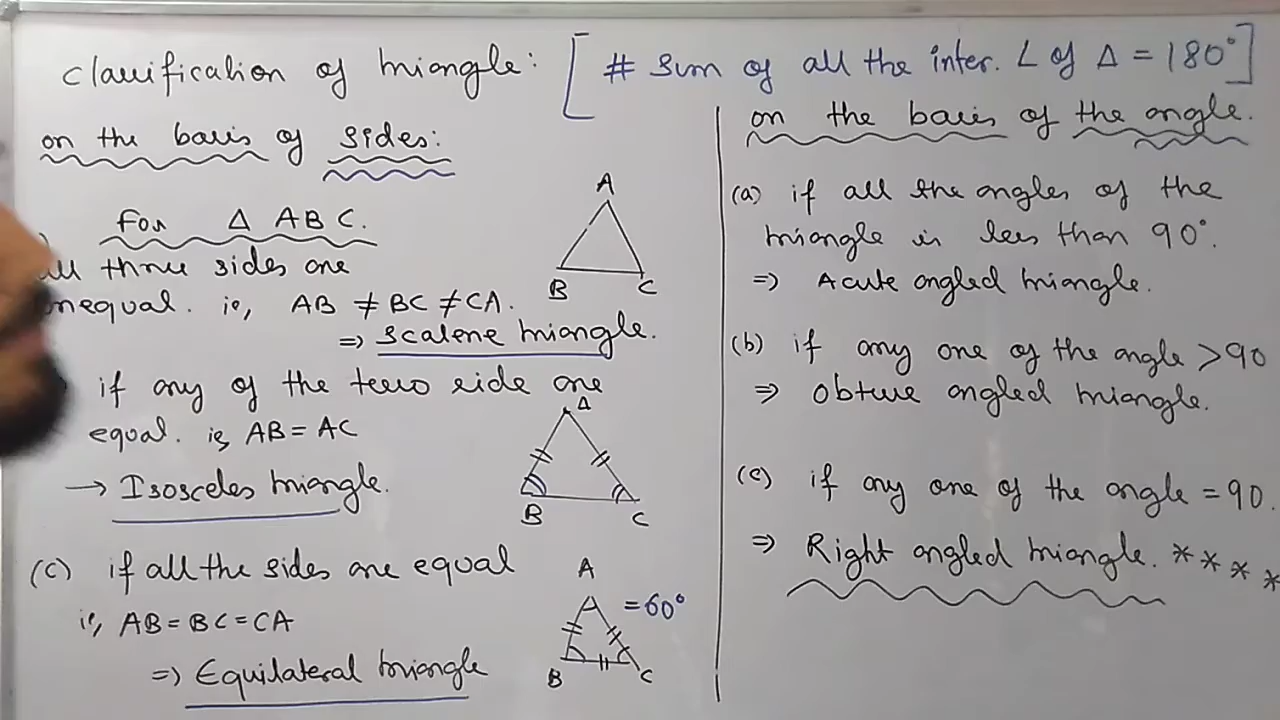 Classification of triangle: [# Sum of all the inter. ∠ of Δ = 180°]
on the basis of sides:
For Δ ABC.
three sides are
ie, AB ≠ BC ≠ CA.
=> Scalene triangle.
A
B C
if any of the two side are
equal. ie, AB = AC
→ Isosceles triangle.
A
B C
(c) if all the sides are equal
ie, AB = BC = CA
=> Equilateral triangle
A
= 60°
B C
on the basis of the angle.
(a) if all the angles of the
triangle is less than 90°.
=> Acute angled triangle.
(b) if any one of the angle > 90
=> Obtuse angled triangle.
(c) if any one of the angle = 90.
=> Right angled triangle. ****